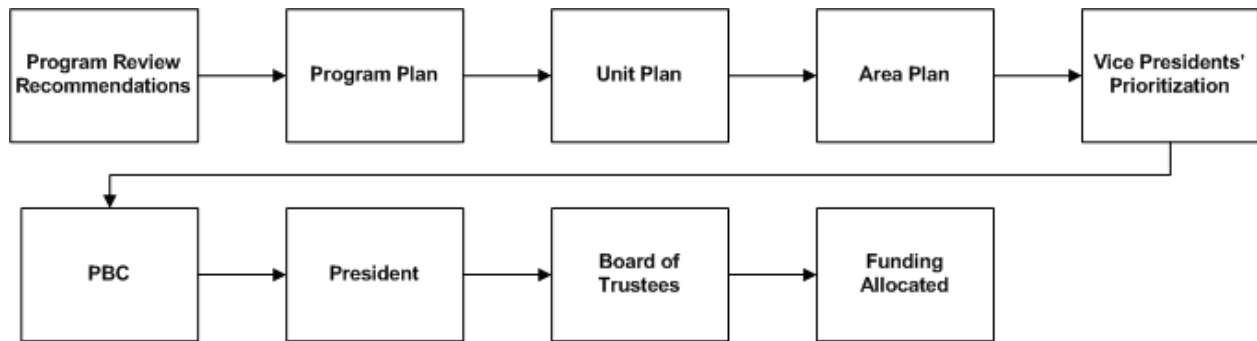 Program Review
Recommendations
Program Plan
Unit Plan
Area Plan
Vice Presidents'
Prioritization
PBC
President
Board of
Trustees
Funding
Allocated